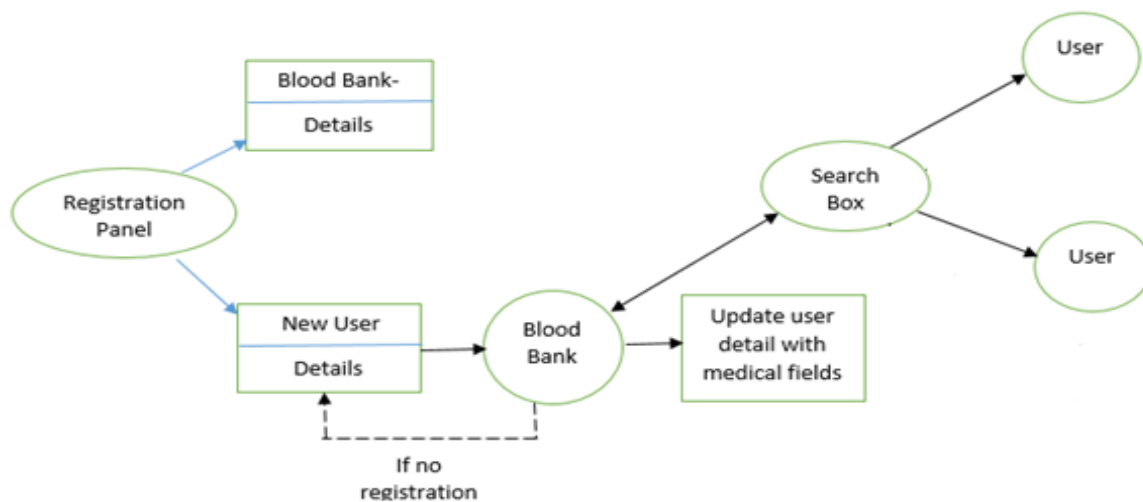 User
Blood Bank-
Details
Search
Box
Registration
Panel
User
New User
Details
Blood
Bank
Update user
detail with
medical fields
If no
registration